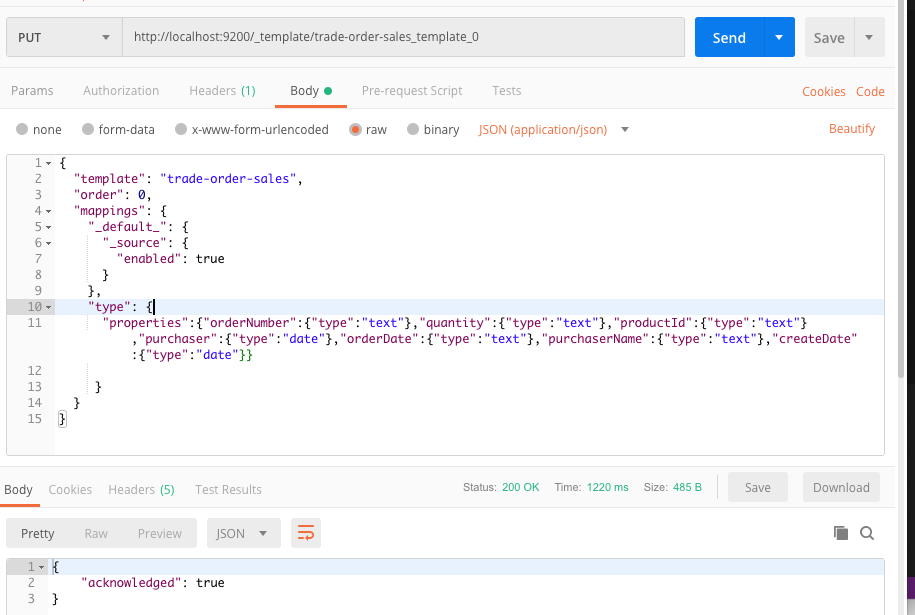 PUT http://localhost:9200/_template/trade-order-sales_template_0 Send Save
Params Authorization Headers (1) Body Pre-request Script Tests Cookies Code
none form-data x-www-form-urlencoded raw binary JSON (application/json) Beautify
1 {
2 "template": "trade-order-sales",
3 "order": 0,
4 "mappings": {
5 "_default_": {
6 "_source": {
7 "enabled": true
8 }
9 },
10 "type": {
11 "properties":{"orderNumber":{"type":"text"},"quantity":{"type":"text"},"productId":{"type":"text"}
,"purchaser":{"type":"date"},"orderDate":{"type":"text"},"purchaserName":{"type":"text"},"createDate"
:{"type":"date"}}
12
13 }
14 }
15 }
Body Cookies Headers (5) Test Results Status: 200 OK Time: 1220 ms Size: 485 B Save Download
Pretty Raw Preview JSON
1 {
2 "acknowledged": true
3 }